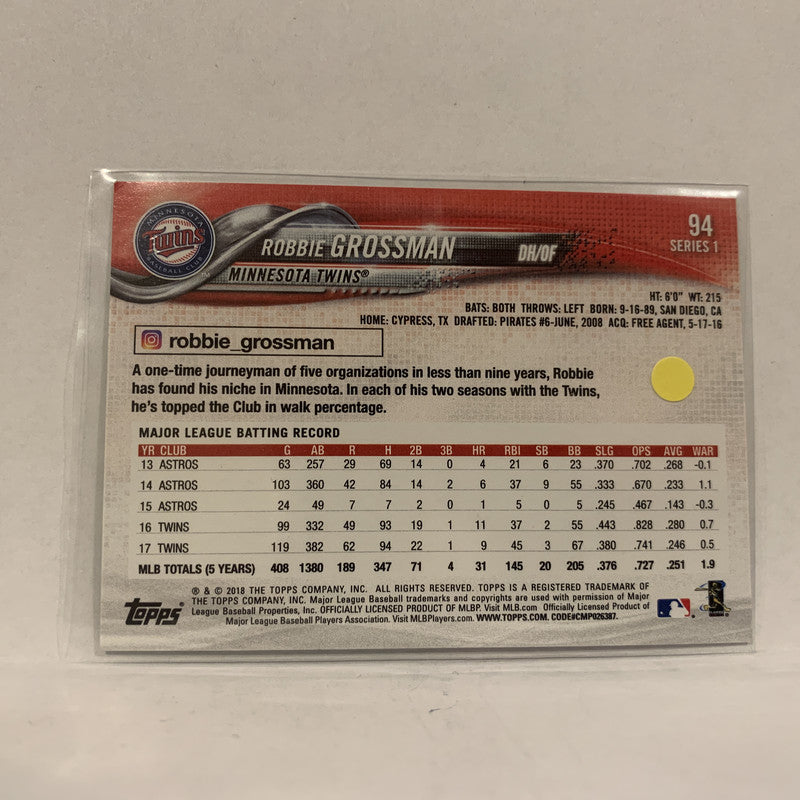 MINNESOTA
Twins
BASEBALL CLUB
94
SERIES 1
ROBBIE GROSSMAN
DH/OF
MINNESOTA TWINS®
HT: 6'0" WT: 215
BATS: BOTH THROWS: LEFT BORN: 9-16-89, SAN DIEGO, CA
HOME: CYPRESS, TX DRAFTED: PIRATES #6-JUNE, 2008 ACQ: FREE AGENT, 5-17-16
robbie_grossman
A one-time journeyman of five organizations in less than nine years, Robbie
has found his niche in Minnesota. In each of his two seasons with the Twins,
he's topped the Club in walk percentage.
MAJOR LEAGUE BATTING RECORD
YR CLUB G AB R H 2B 3B HR RBI SB BB SLG OPS AVG WAR
13 ASTROS 63 257 29 69 14 0 4 21 6 23 .370 .702 .268 -0.1
14 ASTROS 103 360 42 84 14 2 6 37 9 55 .333 .670 .233 1.1
15 ASTROS 24 49 7 7 2 0 1 5 0 5 .245 .467 .143 -0.3
16 TWINS 99 332 49 93 19 1 11 37 2 55 .443 .828 .280 0.7
17 TWINS 119 382 62 94 22 1 9 45 3 67 .380 .741 .246 0.5
MLB TOTALS (5 YEARS) 408 1380 189 347 71 4 31 145 20 205 .376 .727 .251 1.9
® & © 2018 THE TOPPS COMPANY, INC. ALL RIGHTS RESERVED. TOPPS IS A REGISTERED TRADEMARK OF
THE TOPPS COMPANY, INC. Major League Baseball trademarks and copyrights are used with permission of Major
League Baseball Properties, Inc. OFFICIALLY LICENSED PRODUCT OF MLBP. Visit MLB.com Officially Licensed Product of
Major League Baseball Players Association. Visit MLBPlayers.com. WWW.TOPPS.COM. CODE#CMP026387.
Topps®